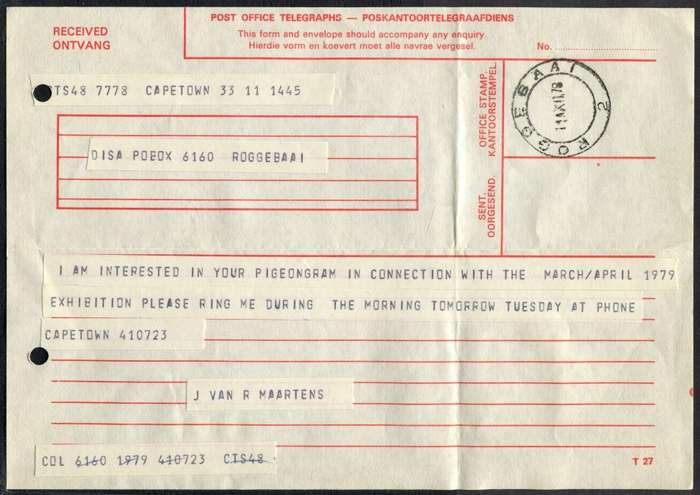 RECEIVED
ONTVANG
POST OFFICE TELEGRAPHS — POSKANTOORTELEGRAAFDIENS
This form and envelope should accompany any enquiry.
Hierdie vorm en koevert moet alle navrae vergesel.
No.
CTS48 7778 CAPETOWN 33 11 1445
OFFICE STAMP.
KANTOORSTEMPEL.
ROGGEBAAI 2
DISA POBOX 6160 ROGGEBAAI
SENT.
OORGESEND.
I AM INTERESTED IN YOUR PIGEONGRAM IN CONNECTION WITH THE MARCH/APRIL 1979
EXHIBITION PLEASE RING ME DURING THE MORNING TOMORROW TUESDAY AT PHONE
CAPETOWN 410723
J VAN R MAARTENS
COL 6160 1979 410723 CTS48
T 27